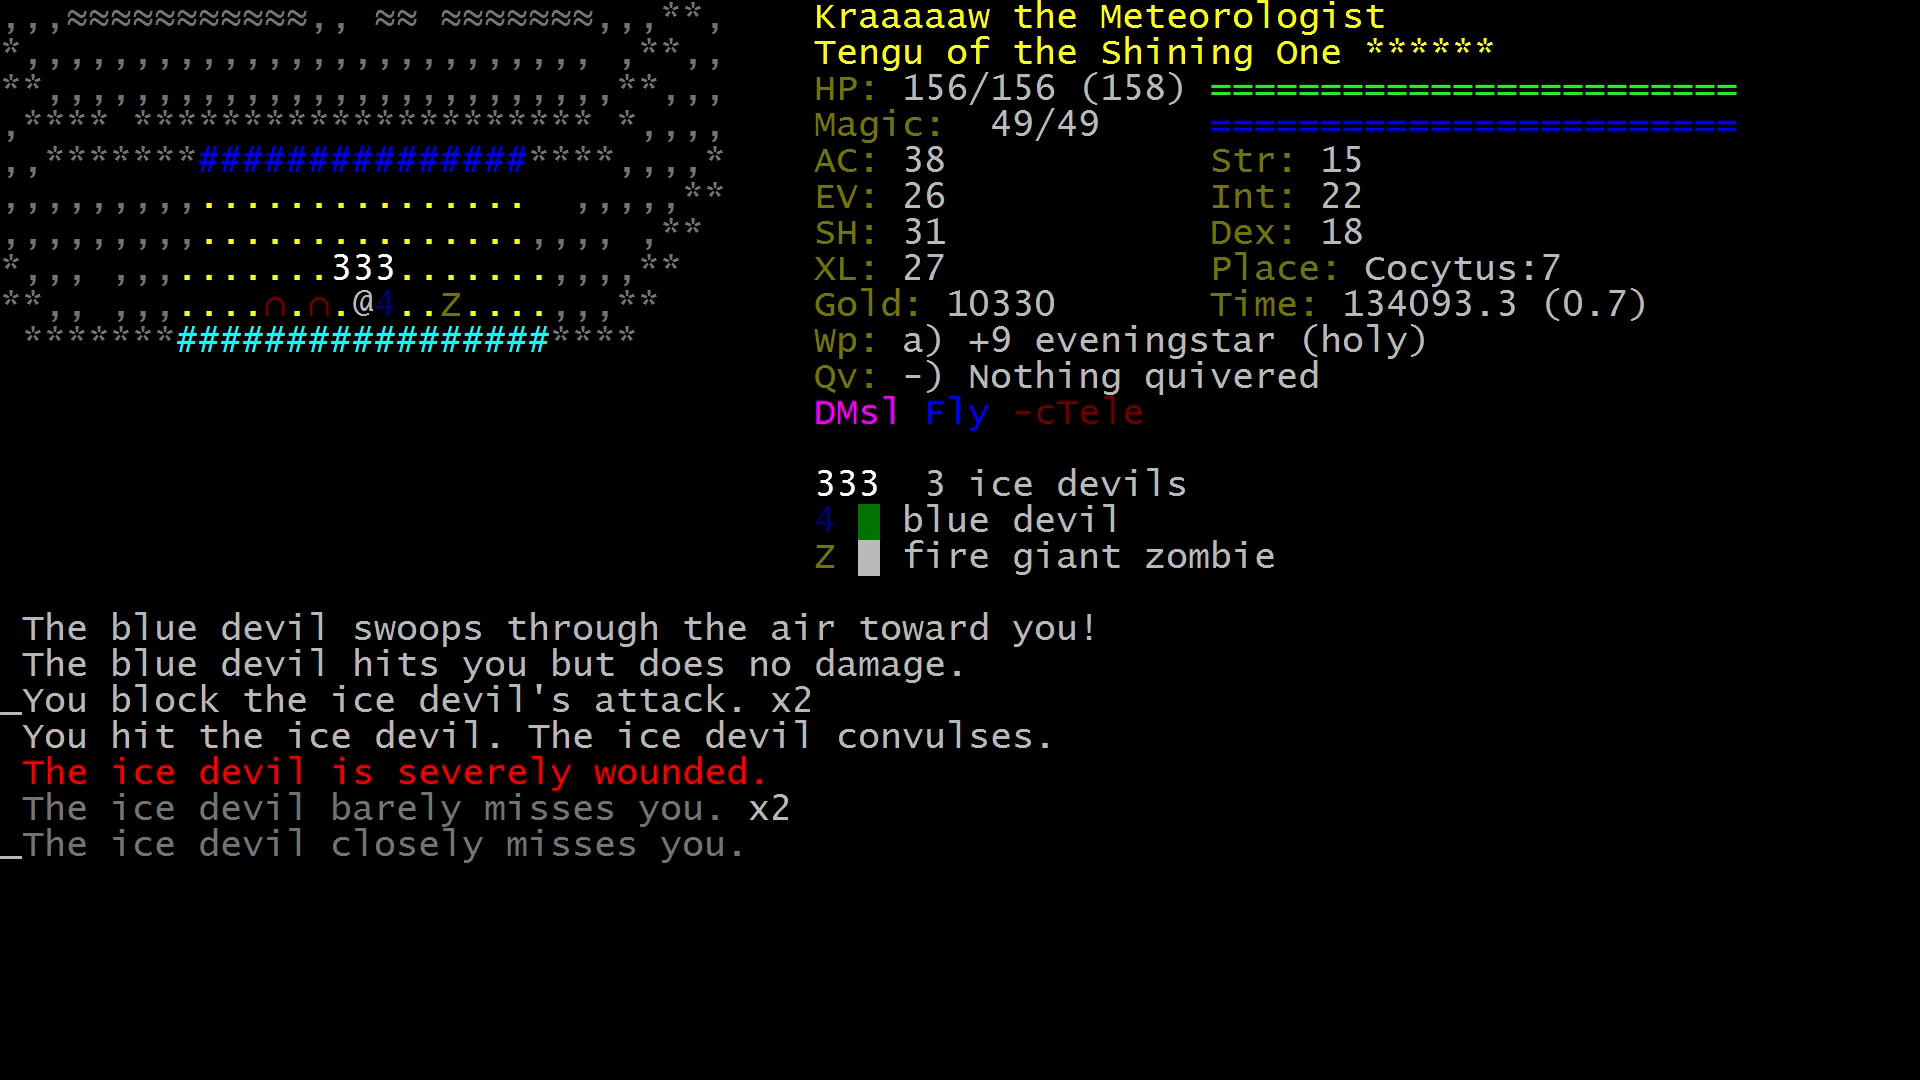 Kraaaaaw the Meteorologist
Tengu of the Shining One ******
HP: 156/156 (158) ========================
Magic: 49/49 ========================
AC: 38 Str: 15
EV: 26 Int: 22
SH: 31 Dex: 18
XL: 27 Place: Cocytus:7
Gold: 10330 Time: 134093.3 (0.7)
Wp: a) +9 eveningstar (holy)
Qv: -) Nothing quivered
DMsl Fly -cTele
333 3 ice devils
4 blue devil
Z fire giant zombie
The blue devil swoops through the air toward you!
The blue devil hits you but does no damage.
_You block the ice devil's attack. x2
You hit the ice devil. The ice devil convulses.
The ice devil is severely wounded.
The ice devil barely misses you. x2
_The ice devil closely misses you.